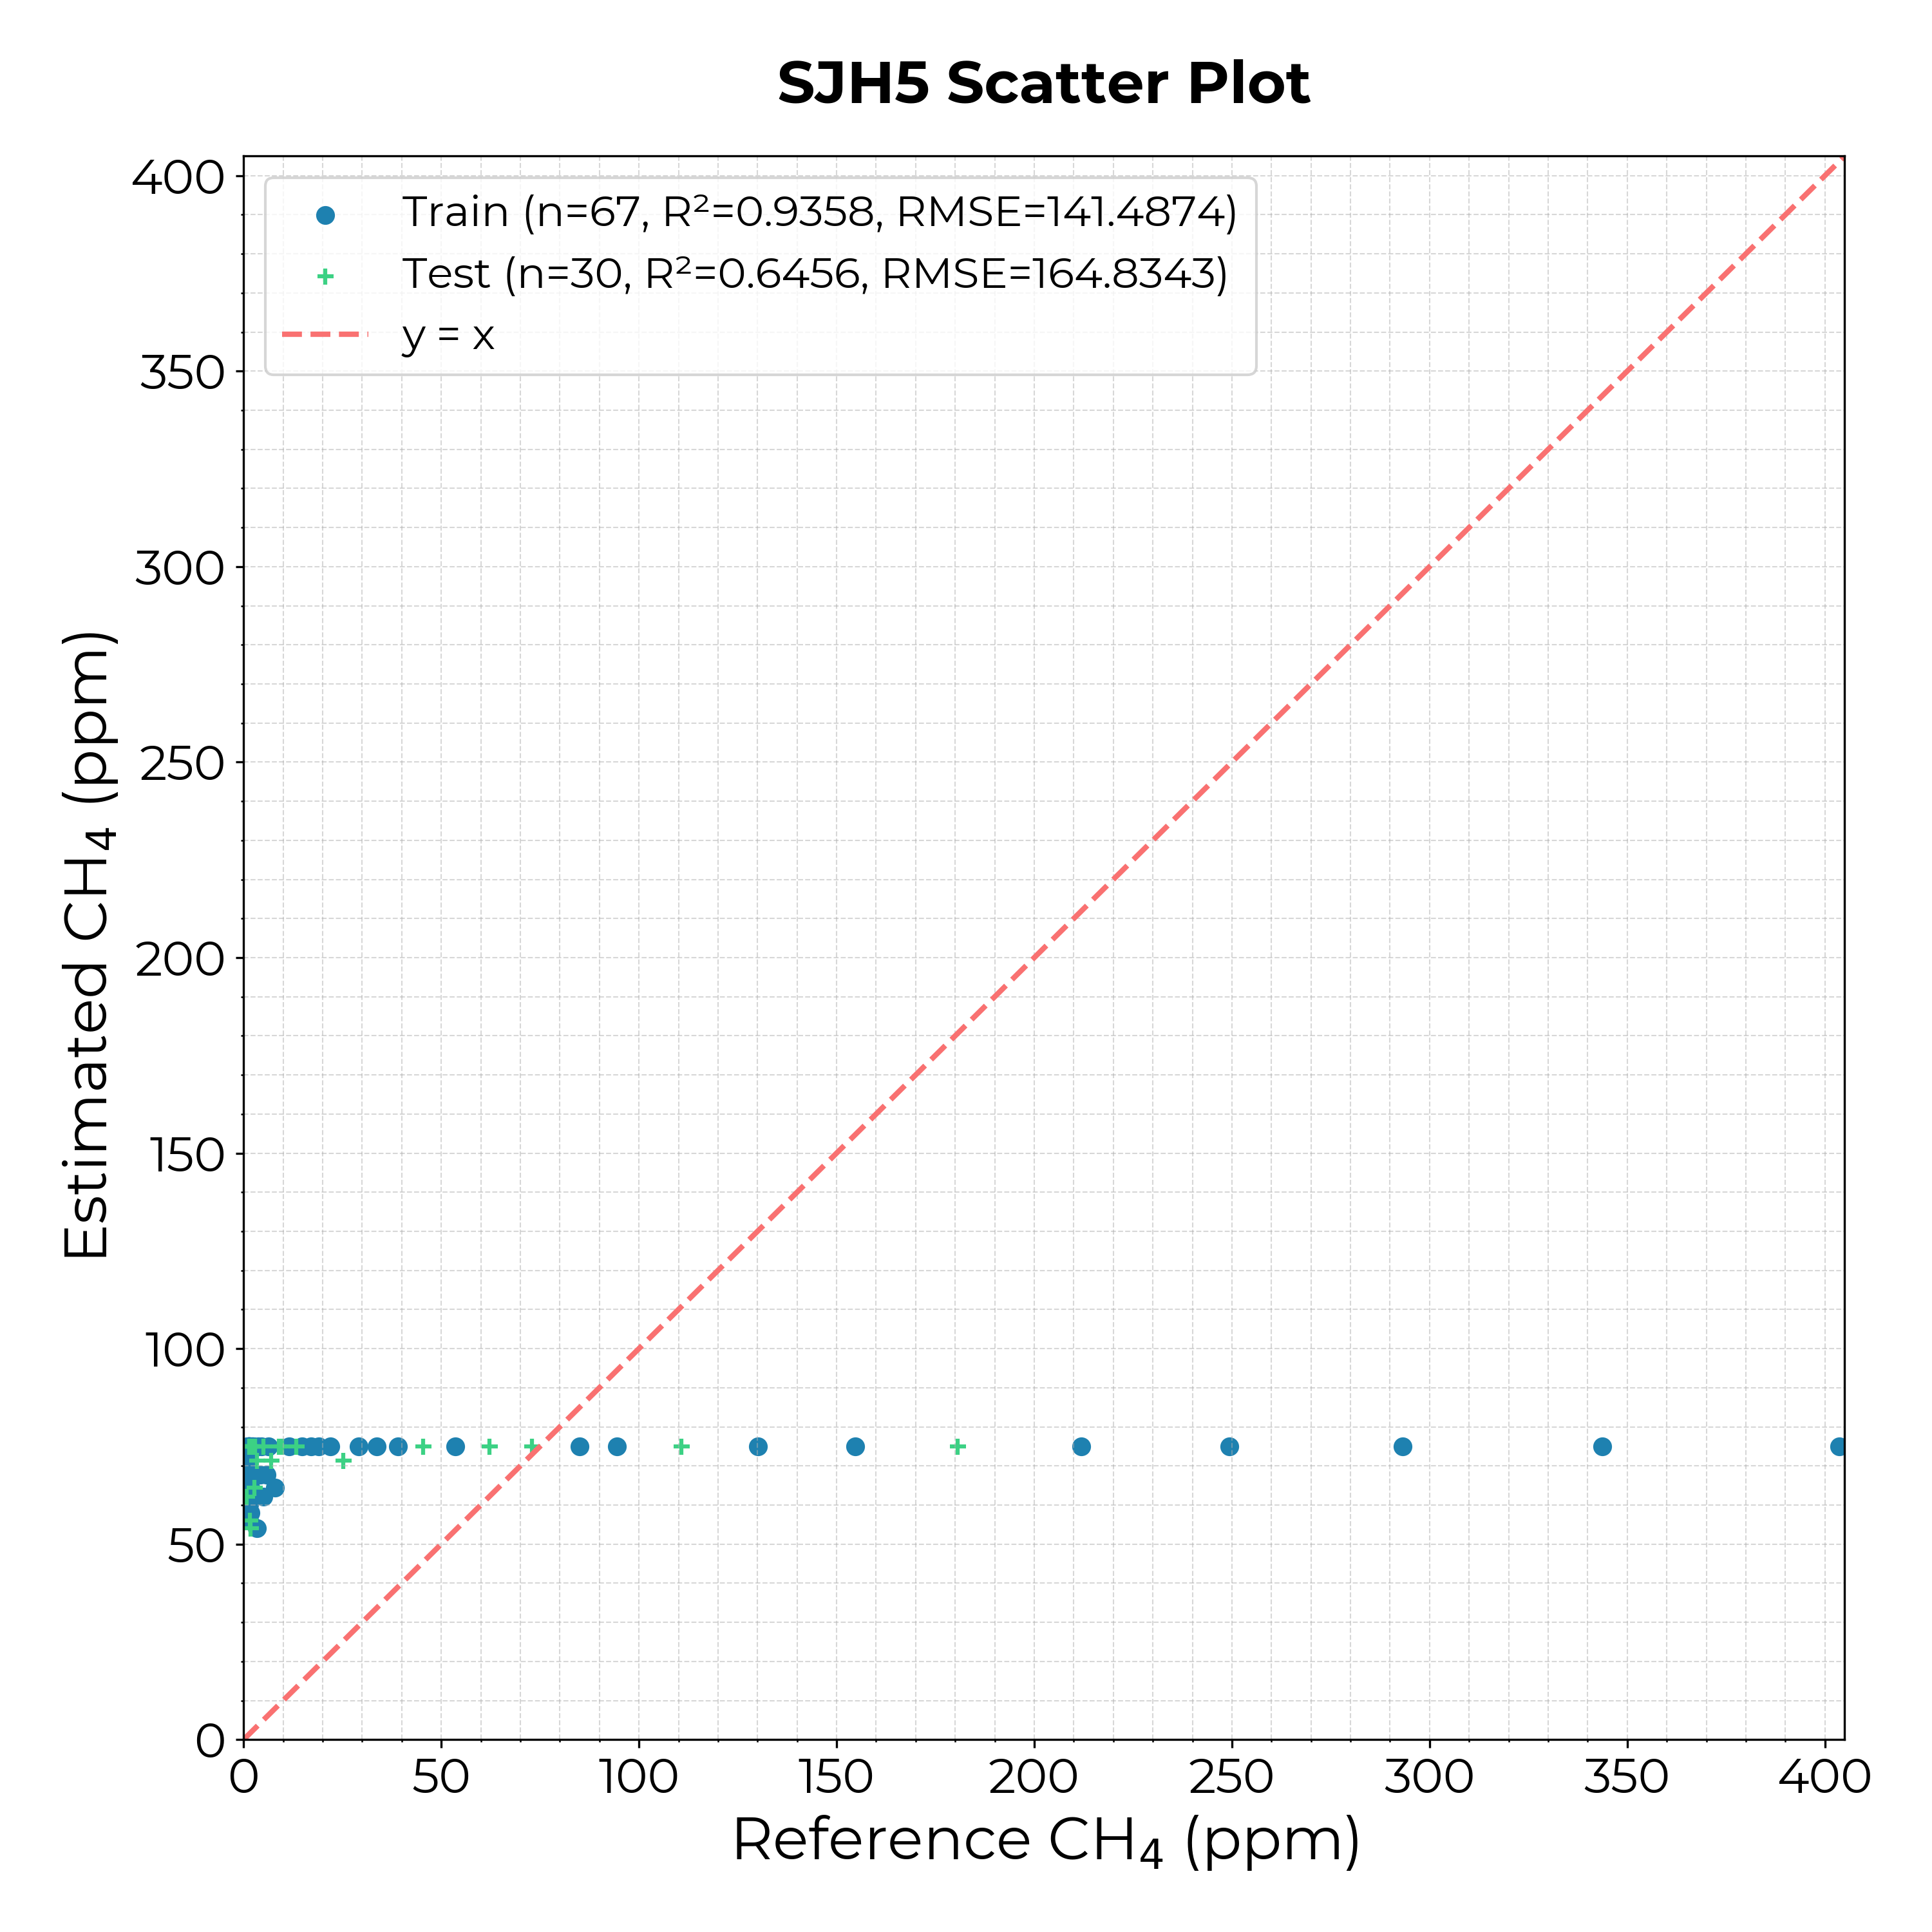 SJH5 Scatter Plot
Train (n=67, R²=0.9358, RMSE=141.4874)
Test (n=30, R²=0.6456, RMSE=164.8343)
y = x
400
350
300
250
200
150
100
50
0
Estimated CH₄ (ppm)
0 50 100 150 200 250 300 350 400
Reference CH₄ (ppm)